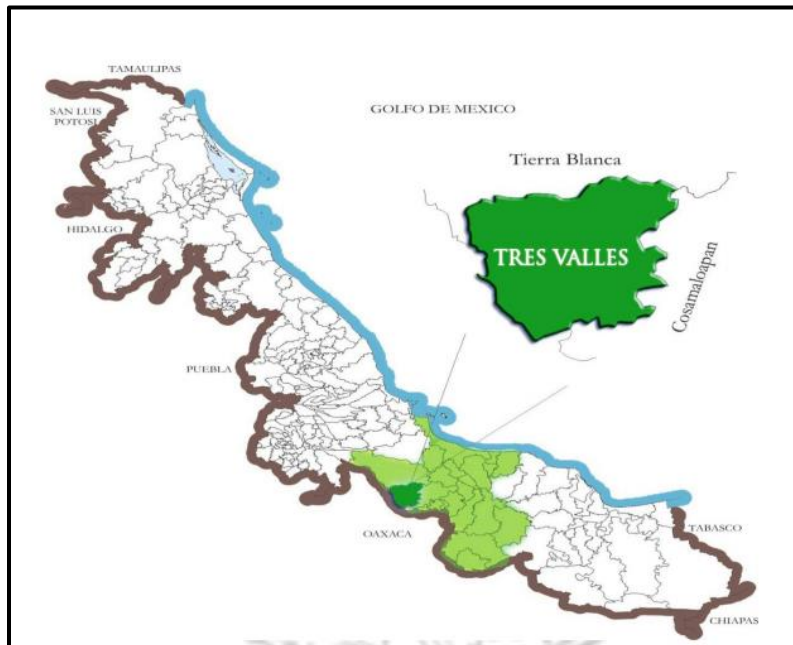 TAMAULIPAS
SAN LUIS
POTOSI
GOLFO DE MEXICO
Tierra Blanca
HIDALGO
TRES VALLES
Cosamaloapan
PUEBLA
OAXACA
TABASCO
CHIAPAS